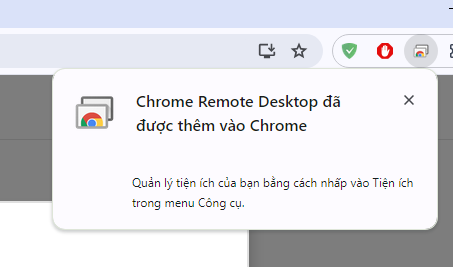 Chrome Remote Desktop đã
được thêm vào Chrome
Quản lý tiện ích của bạn bằng cách nhấp vào Tiện ích
trong menu Công cụ.